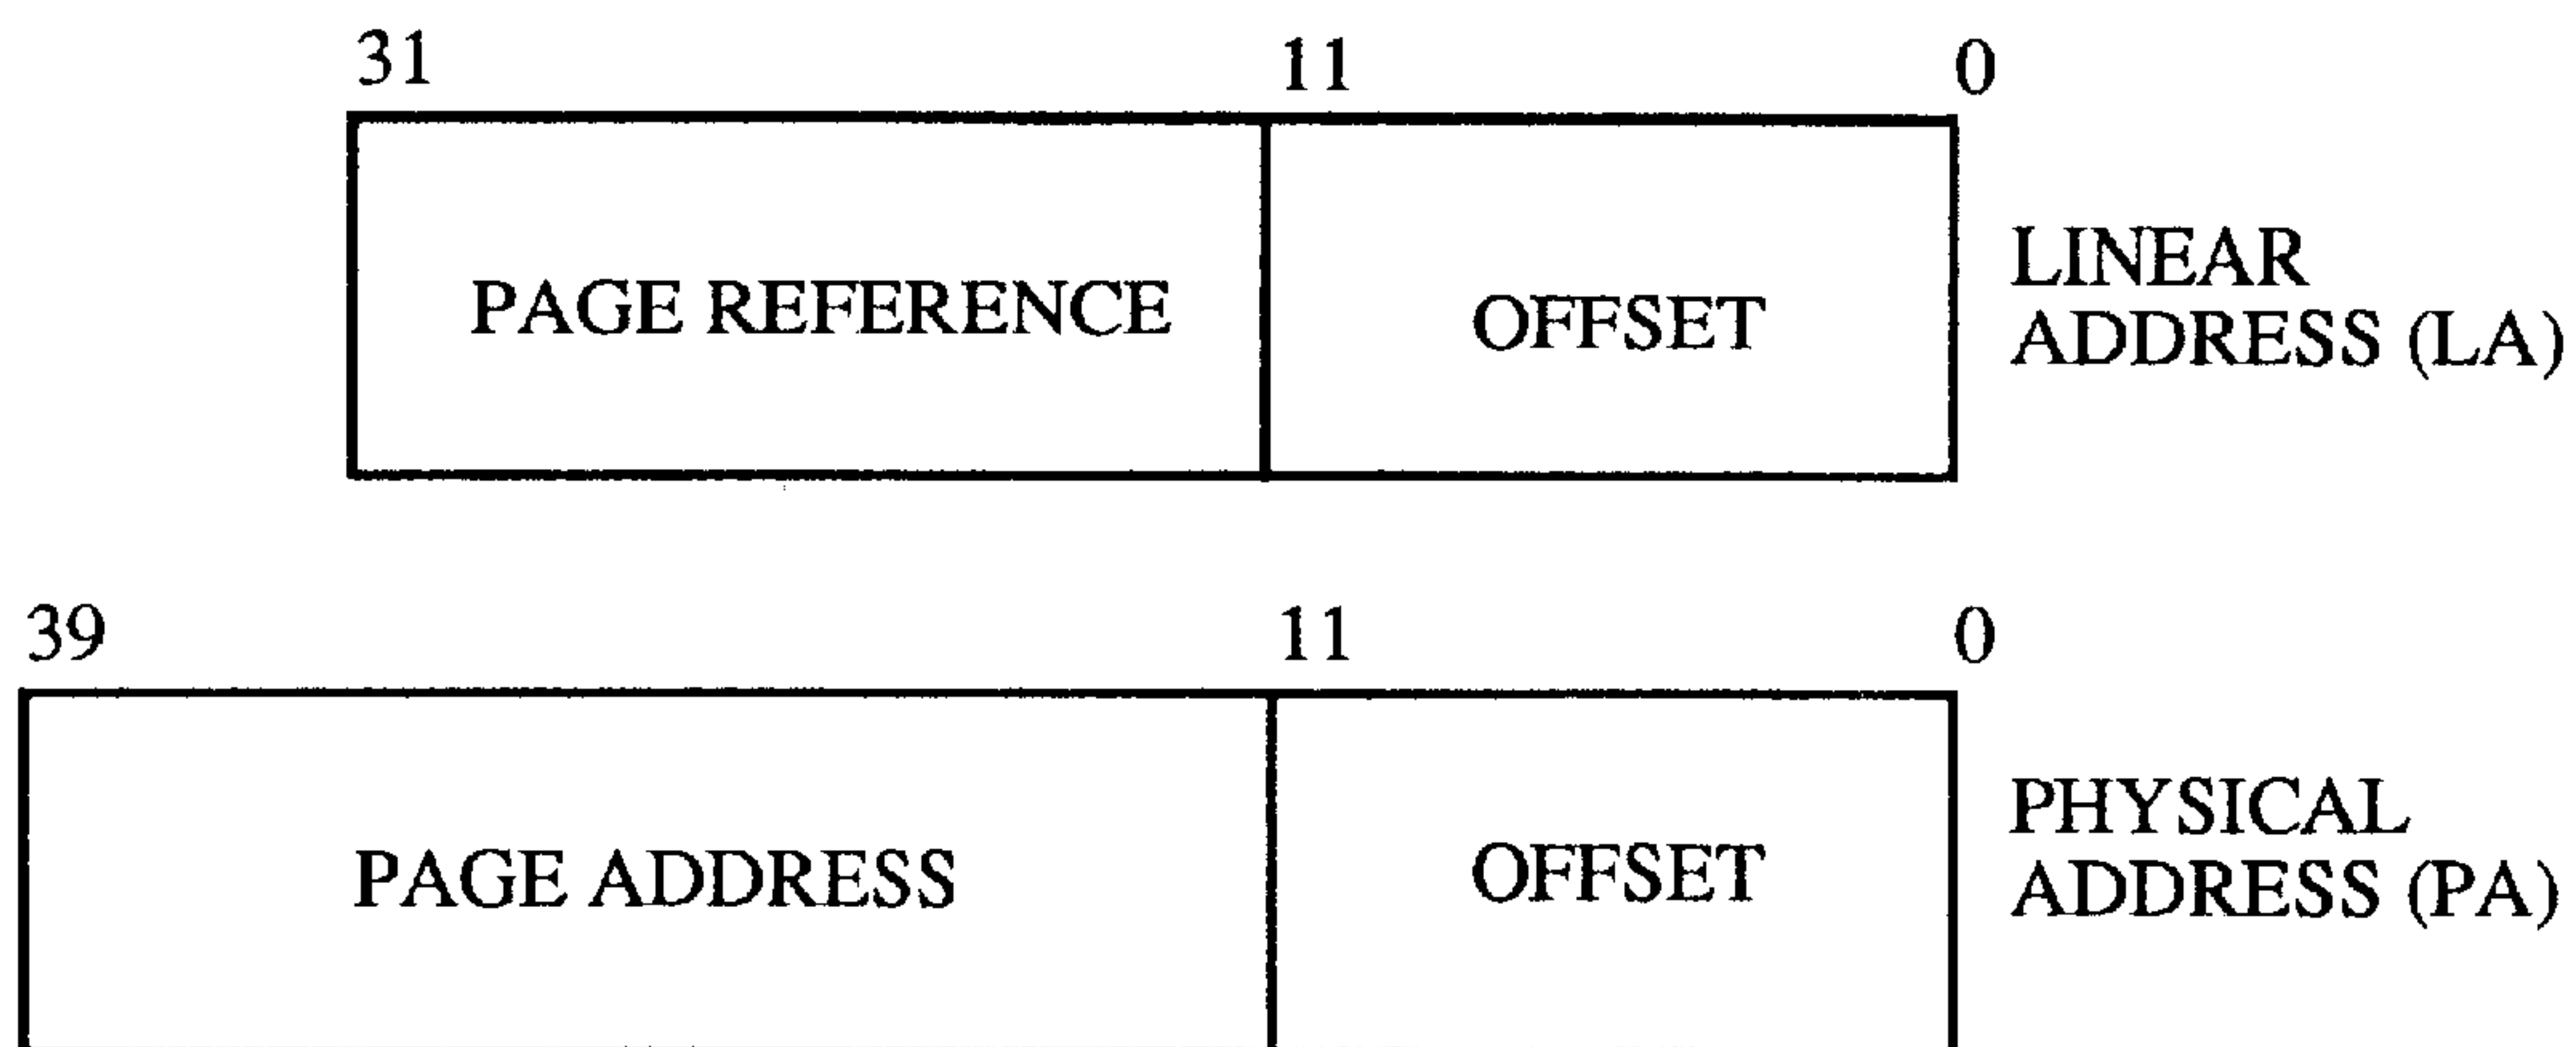 31 11 0
PAGE REFERENCE OFFSET LINEAR
ADDRESS (LA)
39 11 0
PAGE ADDRESS OFFSET PHYSICAL
ADDRESS (PA)